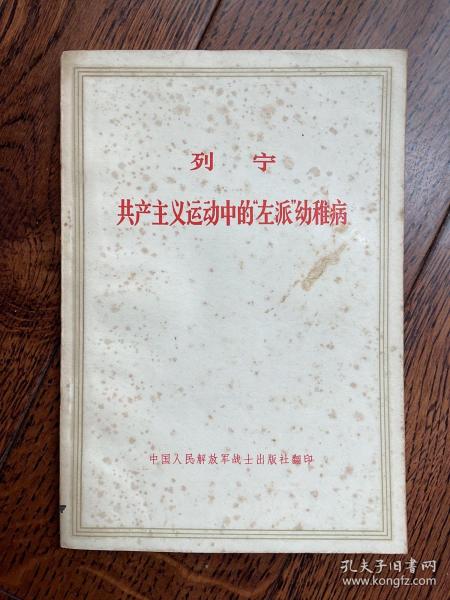 列 宁
共产主义运动中的“左派”幼稚病
中国人民解放军战士出版社翻印
孔夫子旧书网
www.kongfz.com